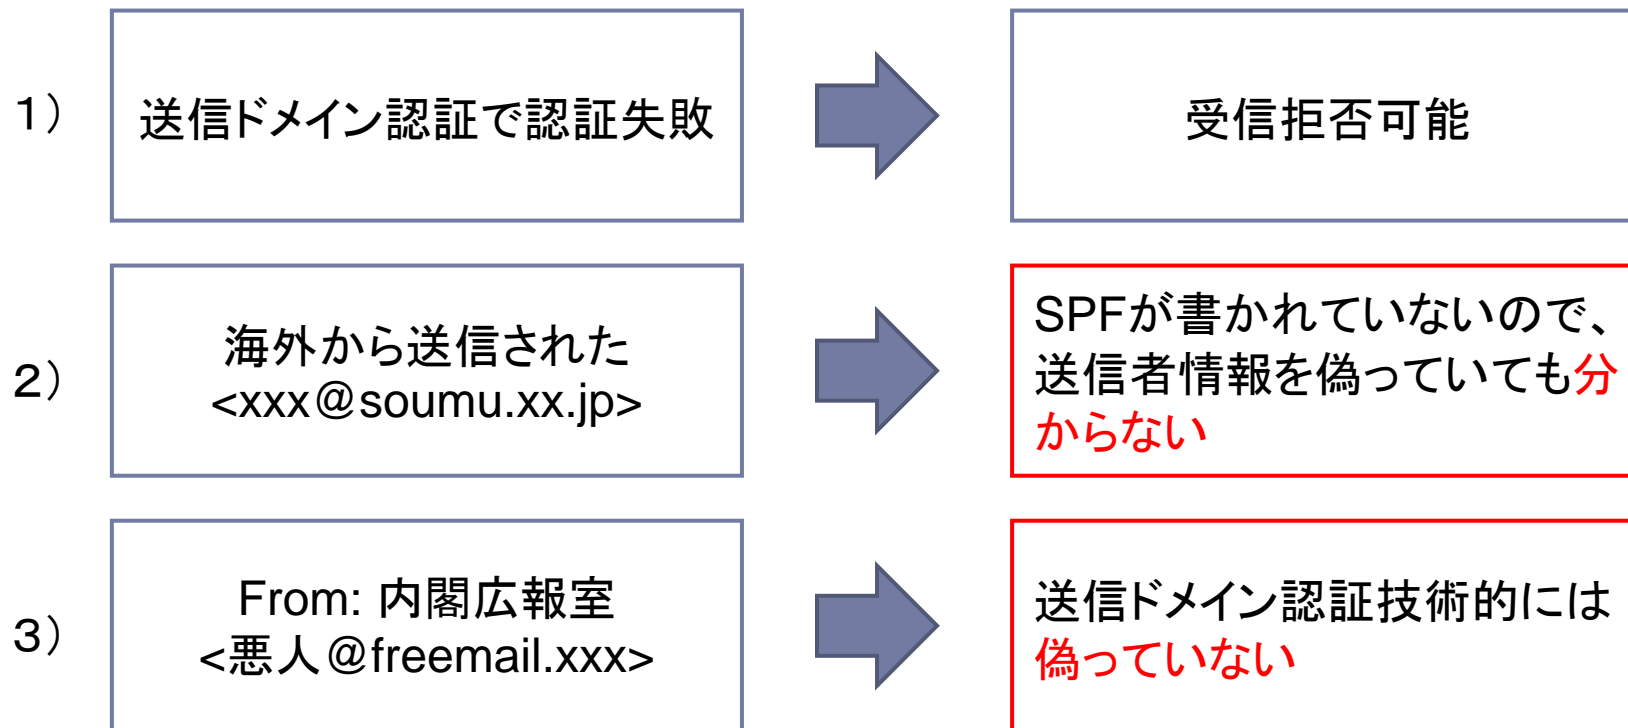 1）
送信ドメイン認証で認証失敗
受信拒否可能
2）
海外から送信された
<xxx@soumu.xx.jp>
SPFが書かれていないので、
送信者情報を偽っていても分
からない
3）
From: 内閣広報室
<悪人@freemail.xxx>
送信ドメイン認証技術的には
偽っていない